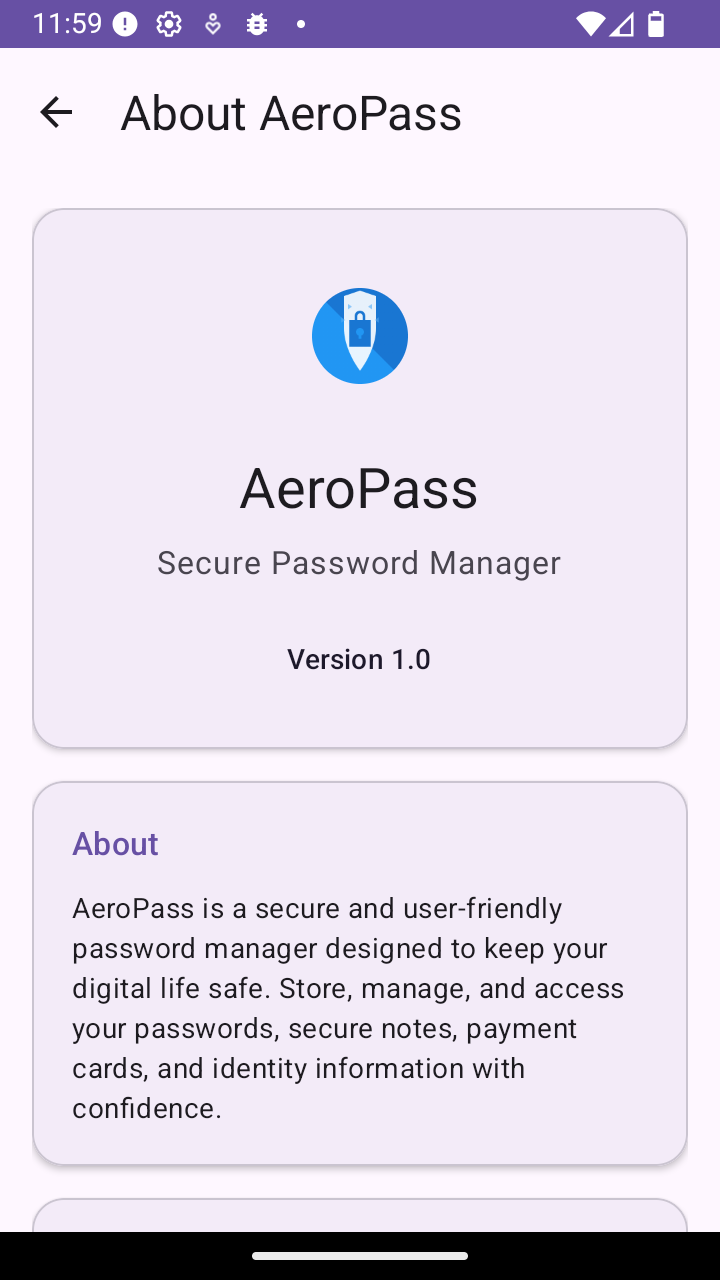 11:59
About AeroPass
AeroPass
Secure Password Manager
Version 1.0
About
AeroPass is a secure and user-friendly
password manager designed to keep your
digital life safe. Store, manage, and access
your passwords, secure notes, payment
cards, and identity information with
confidence.